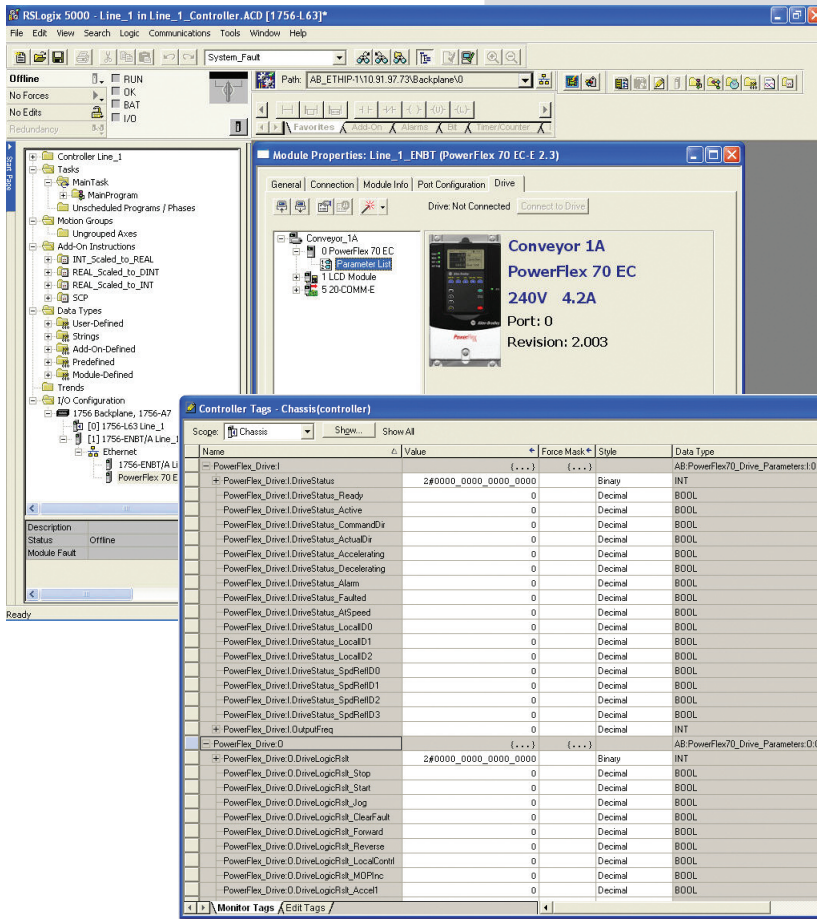 RSLogix 5000 - Line_1 in Line_1_Controller.ACD [1756-L63]*
File Edit View Search Logic Communications Tools Window Help
System_Fault
Offline
RUN
No Forces
OK
No Edits
BAT
Redundancy
I/O
Path: AB_ETHIP-1\10.91.97.73\Backplane\0
Favorites Add-On Alarms Bit Timer/Counter
Start Page
Controller Line_1
Tasks
MainTask
MainProgram
Unscheduled Programs / Phases
Motion Groups
Ungrouped Axes
Add-On Instructions
INT_Scaled_to_REAL
REAL_Scaled_to_DINT
REAL_Scaled_to_INT
SCP
Data Types
User-Defined
Strings
Add-On-Defined
Predefined
Module-Defined
Trends
I/O Configuration
1756 Backplane, 1756-A7
[0] 1756-L63 Line_1
[1] 1756-ENBT/A Line_1
Ethernet
1756-ENBT/A Li
PowerFlex 70 E
Description
Status Offline
Module Fault
Ready
Module Properties: Line_1_ENBT (PowerFlex 70 EC-E 2.3)
General Connection Module Info Port Configuration Drive
Drive: Not Connected Connect to Drive
Conveyor_1A
0 PowerFlex 70 EC
Parameter List
1 LCD Module
5 20-COMM-E
Allen-Bradley
PowerFlex
Conveyor 1A
PowerFlex 70 EC
240V 4.2A
Port: 0
Revision: 2.003
Controller Tags - Chassis(controller)
Scope: Chassis Show... Show All
Name Value Force Mask Style Data Type
PowerFlex_Drive:I {...} {...} AB:PowerFlex70_Drive_Parameters:I:0
PowerFlex_Drive:I.DriveStatus 2#0000_0000_0000_0000 Binary INT
PowerFlex_Drive:I.DriveStatus_Ready 0 Decimal BOOL
PowerFlex_Drive:I.DriveStatus_Active 0 Decimal BOOL
PowerFlex_Drive:I.DriveStatus_CommandDir 0 Decimal BOOL
PowerFlex_Drive:I.DriveStatus_ActualDir 0 Decimal BOOL
PowerFlex_Drive:I.DriveStatus_Accelerating 0 Decimal BOOL
PowerFlex_Drive:I.DriveStatus_Decelerating 0 Decimal BOOL
PowerFlex_Drive:I.DriveStatus_Alarm 0 Decimal BOOL
PowerFlex_Drive:I.DriveStatus_Faulted 0 Decimal BOOL
PowerFlex_Drive:I.DriveStatus_AtSpeed 0 Decimal BOOL
PowerFlex_Drive:I.DriveStatus_LocalID0 0 Decimal BOOL
PowerFlex_Drive:I.DriveStatus_LocalID1 0 Decimal BOOL
PowerFlex_Drive:I.DriveStatus_LocalID2 0 Decimal BOOL
PowerFlex_Drive:I.DriveStatus_SpdRefID0 0 Decimal BOOL
PowerFlex_Drive:I.DriveStatus_SpdRefID1 0 Decimal BOOL
PowerFlex_Drive:I.DriveStatus_SpdRefID2 0 Decimal BOOL
PowerFlex_Drive:I.DriveStatus_SpdRefID3 0 Decimal BOOL
PowerFlex_Drive:I.OutputFreq 0 Decimal INT
PowerFlex_Drive:O {...} {...} AB:PowerFlex70_Drive_Parameters:O:0
PowerFlex_Drive:O.DriveLogicRslt 2#0000_0000_0000_0000 Binary INT
PowerFlex_Drive:O.DriveLogicRslt_Stop 0 Decimal BOOL
PowerFlex_Drive:O.DriveLogicRslt_Start 0 Decimal BOOL
PowerFlex_Drive:O.DriveLogicRslt_Jog 0 Decimal BOOL
PowerFlex_Drive:O.DriveLogicRslt_ClearFault 0 Decimal BOOL
PowerFlex_Drive:O.DriveLogicRslt_Forward 0 Decimal BOOL
PowerFlex_Drive:O.DriveLogicRslt_Reverse 0 Decimal BOOL
PowerFlex_Drive:O.DriveLogicRslt_LocalContrl 0 Decimal BOOL
PowerFlex_Drive:O.DriveLogicRslt_MOPInc 0 Decimal BOOL
PowerFlex_Drive:O.DriveLogicRslt_Accel1 0 Decimal BOOL
Monitor Tags Edit Tags